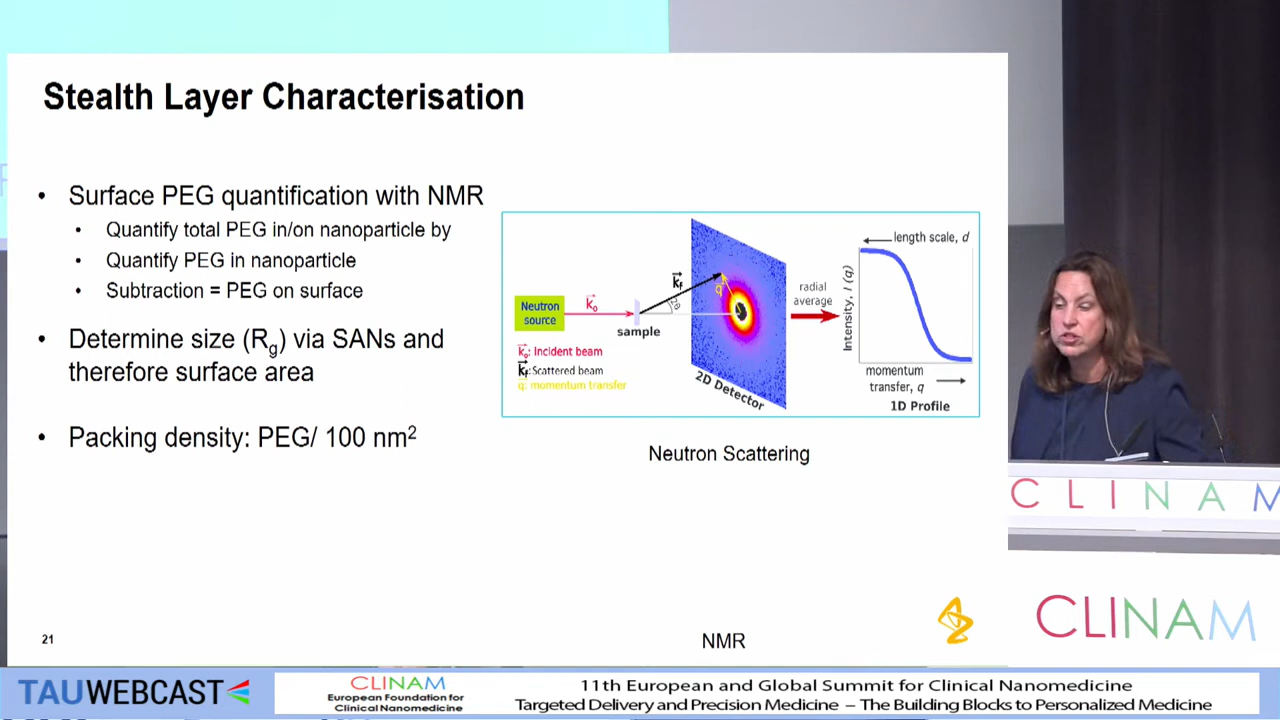 Stealth Layer Characterisation
• Surface PEG quantification with NMR
• Quantify total PEG in/on nanoparticle by
• Quantify PEG in nanoparticle
• Subtraction = PEG on surface
• Determine size (Rg) via SANs and
therefore surface area
• Packing density: PEG/ 100 nm²
Neutron
source
k₀
sample
kf
2θ
q
k₀: Incident beam
kf: Scattered beam
q: momentum transfer
2D Detector
radial
average
length scale, d
Intensity, I (q)
momentum
transfer, q
1D Profile
Neutron Scattering
21
NMR
CLINAM
CLINAM
TAUWEBCAST
CLINAM
European Foundation for
Clinical Nanomedicine
11th European and Global Summit for Clinical Nanomedicine
Targeted Delivery and Precision Medicine – The Building Blocks to Personalized Medicine